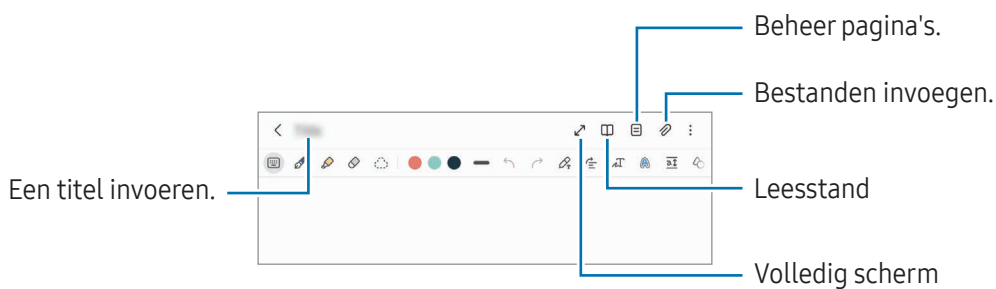 Beheer pagina's.
Bestanden invoegen.
Een titel invoeren.
Leesstand
Volledig scherm